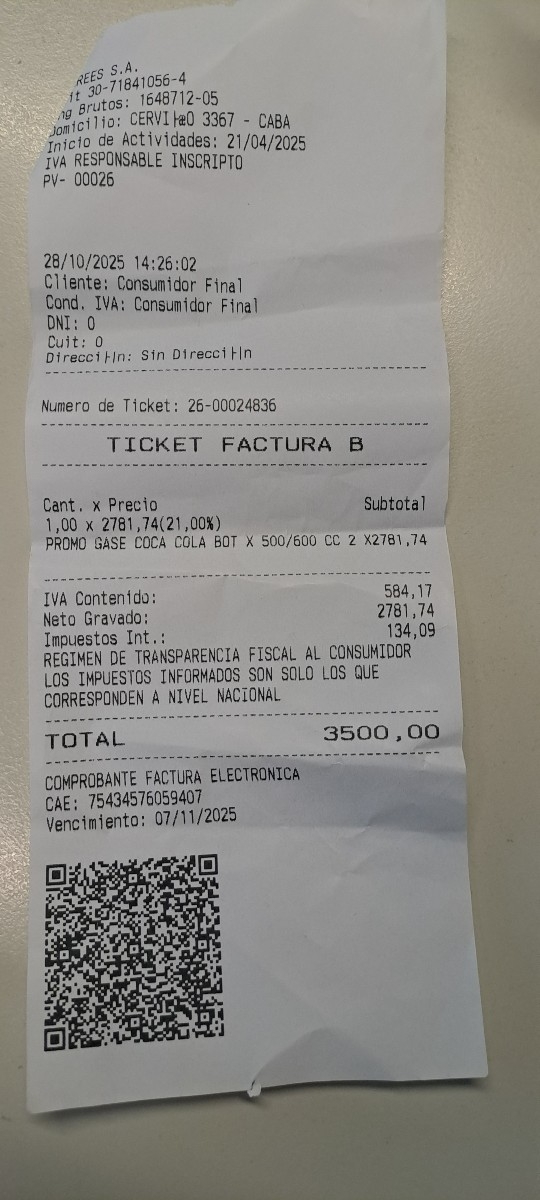 REES S.A.
it 30-71841056-4
ng Brutos: 1648712-05
Domicilio: CERVI├æO 3367 - CABA
Inicio de Actividades: 21/04/2025
IVA RESPONSABLE INSCRIPTO
PV- 00026
28/10/2025 14:26:02
Cliente: Consumidor Final
Cond. IVA: Consumidor Final
DNI: 0
Cuit: 0
Direcci├│n: Sin Direcci├│n
Numero de Ticket: 26-00024836
TICKET FACTURA B
Cant. x Precio Subtotal
1,00 x 2781,74(21,00%)
PROMO GASE COCA COLA BOT X 500/600 CC 2 X2781,74
IVA Contenido: 584,17
Neto Gravado: 2781,74
Impuestos Int.: 134,09
REGIMEN DE TRANSPARENCIA FISCAL AL CONSUMIDOR
LOS IMPUESTOS INFORMADOS SON SOLO LOS QUE
CORRESPONDEN A NIVEL NACIONAL
TOTAL 3500,00
COMPROBANTE FACTURA ELECTRONICA
CAE: 75434576059407
Vencimiento: 07/11/2025